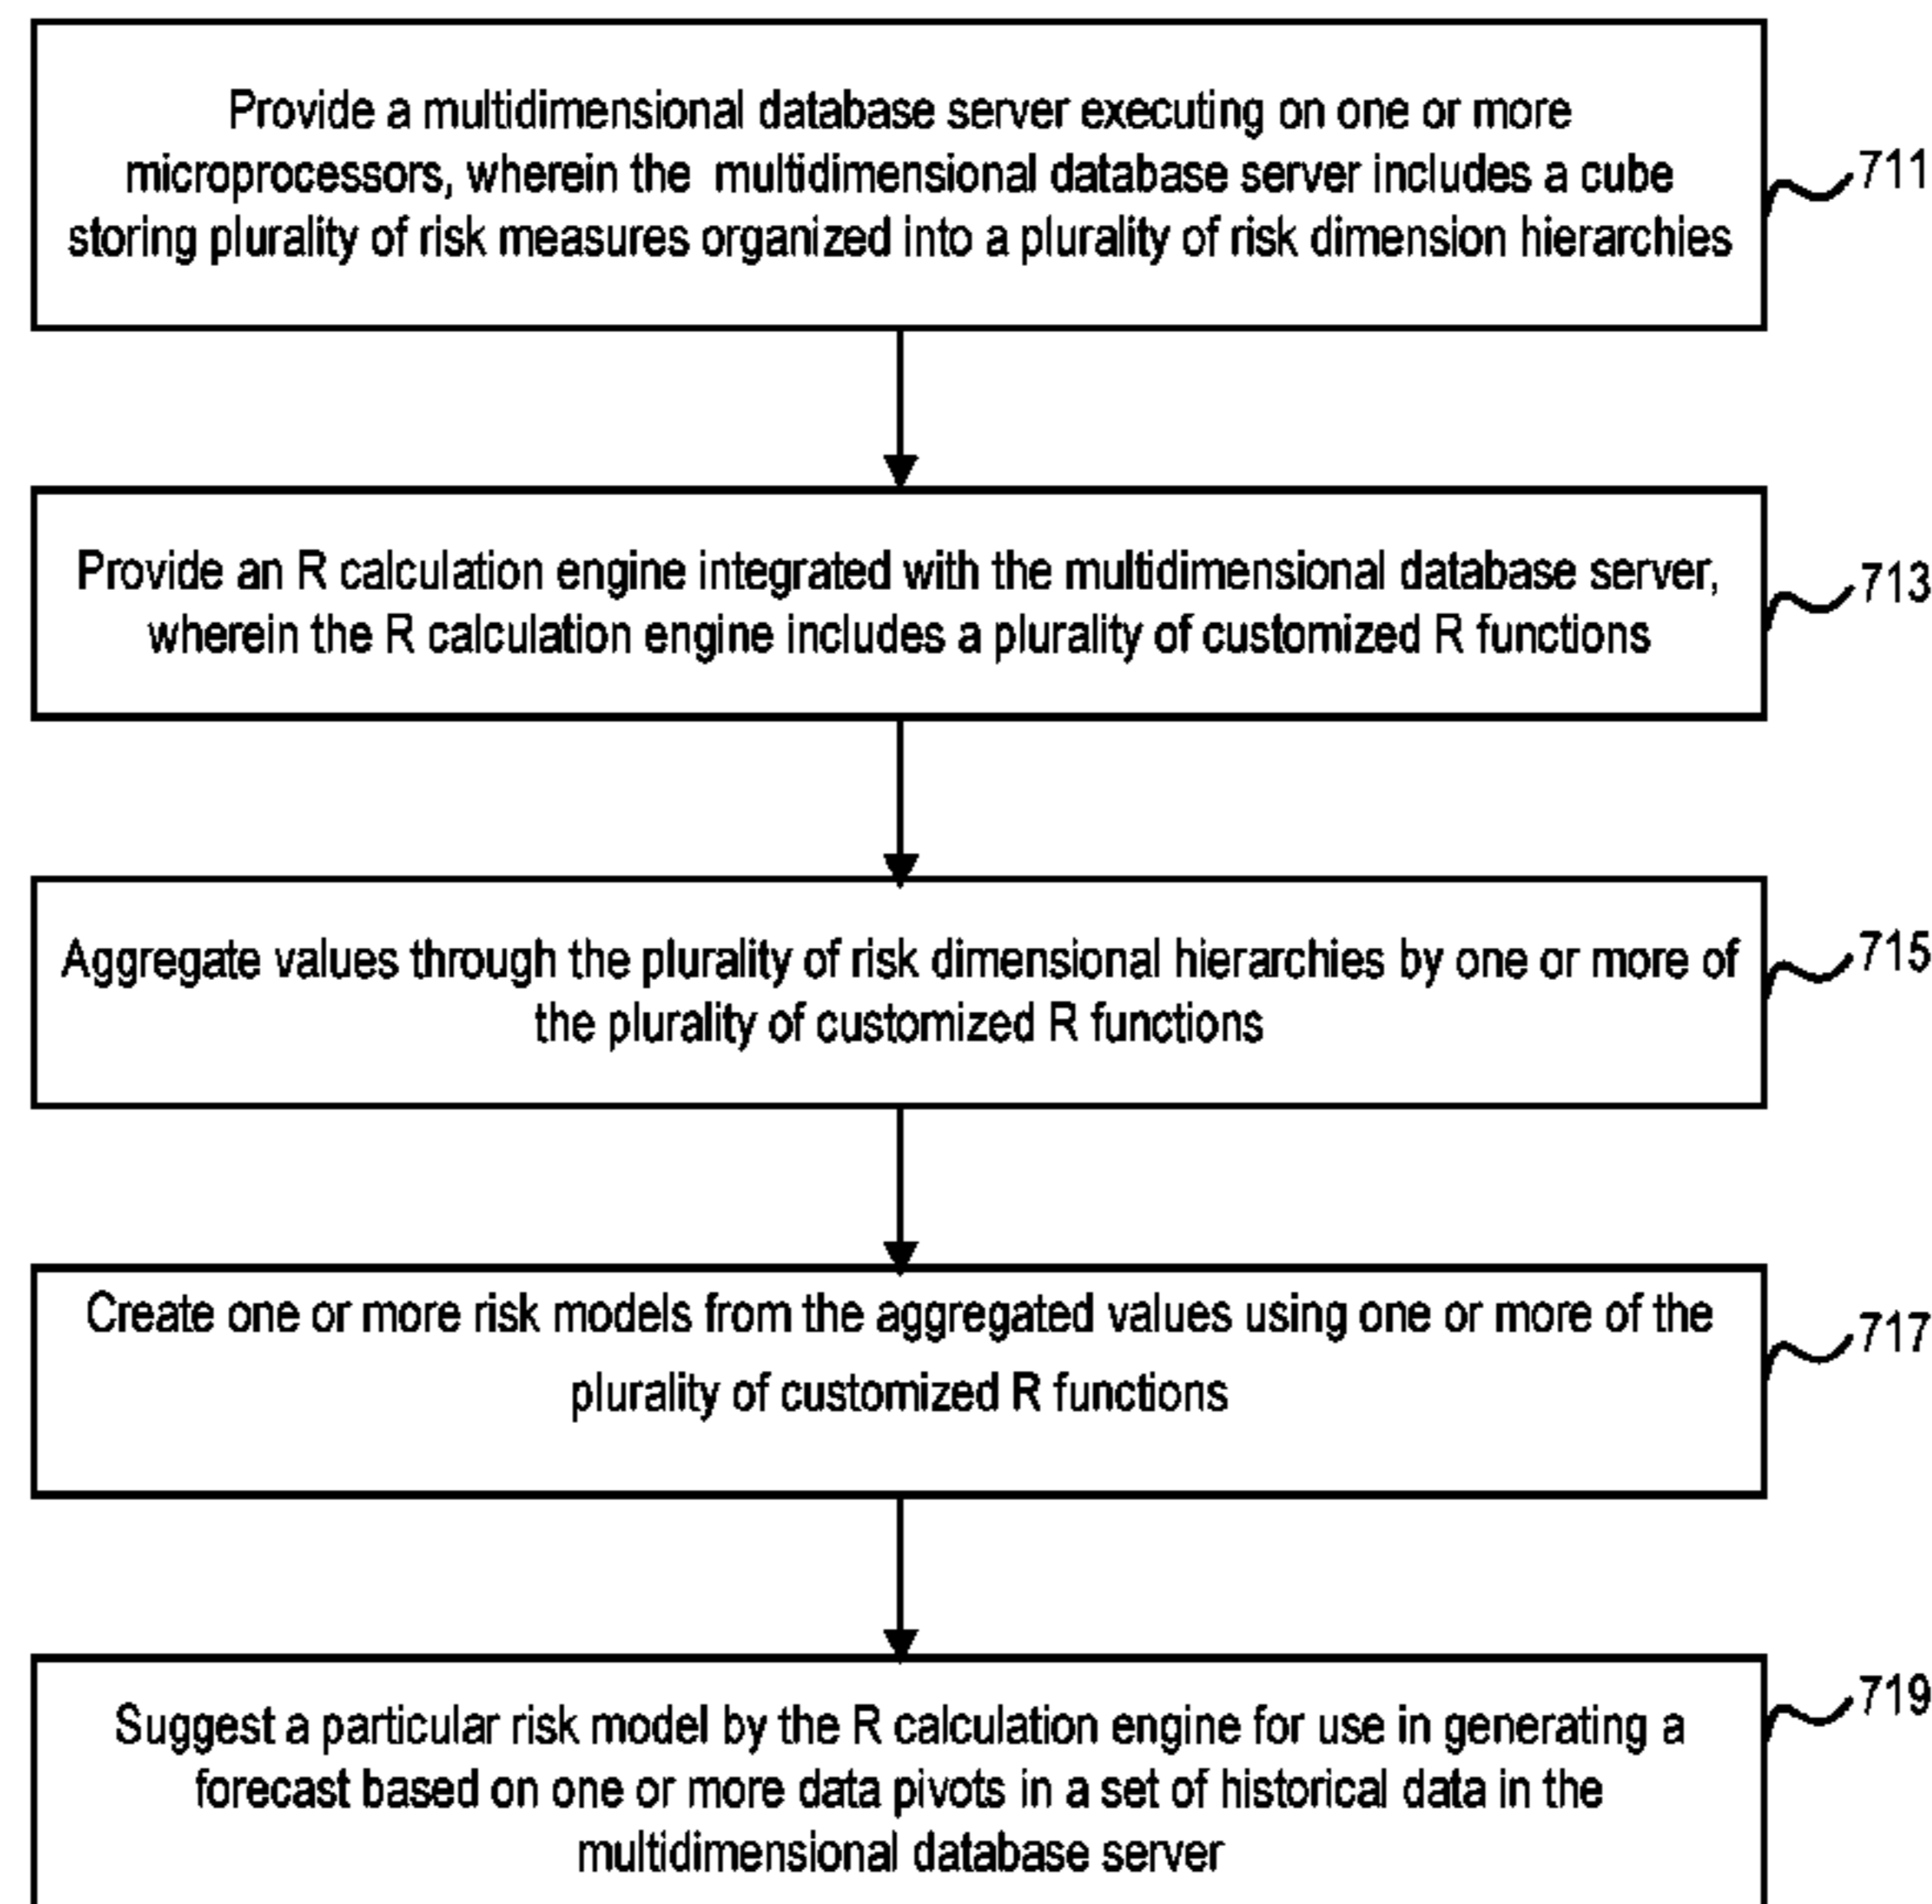 Provide a multidimensional database server executing on one or more
microprocessors, wherein the multidimensional database server includes a cube
storing plurality of risk measures organized into a plurality of risk dimension hierarchies
711
Provide an R calculation engine integrated with the multidimensional database server,
wherein the R calculation engine includes a plurality of customized R functions
713
Aggregate values through the plurality of risk dimensional hierarchies by one or more of
the plurality of customized R functions
715
Create one or more risk models from the aggregated values using one or more of the
plurality of customized R functions
717
Suggest a particular risk model by the R calculation engine for use in generating a
forecast based on one or more data pivots in a set of historical data in the
multidimensional database server
719